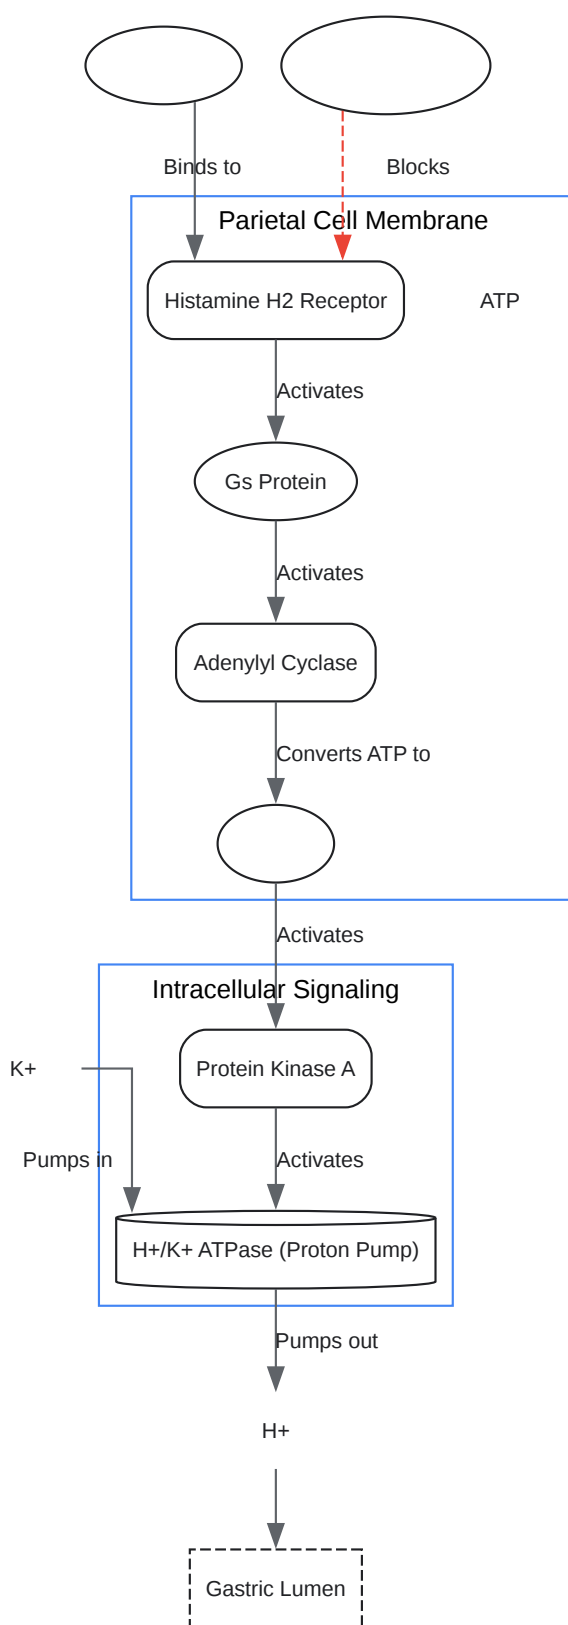 Binds to
Blocks
Parietal Cell Membrane
Histamine H2 Receptor
ATP
Activates
Gs Protein
Activates
Adenylyl Cyclase
Converts ATP to
Activates
Intracellular Signaling
K+
Protein Kinase A
Pumps in
Activates
H+/K+ ATPase (Proton Pump)
Pumps out
H+
Gastric Lumen